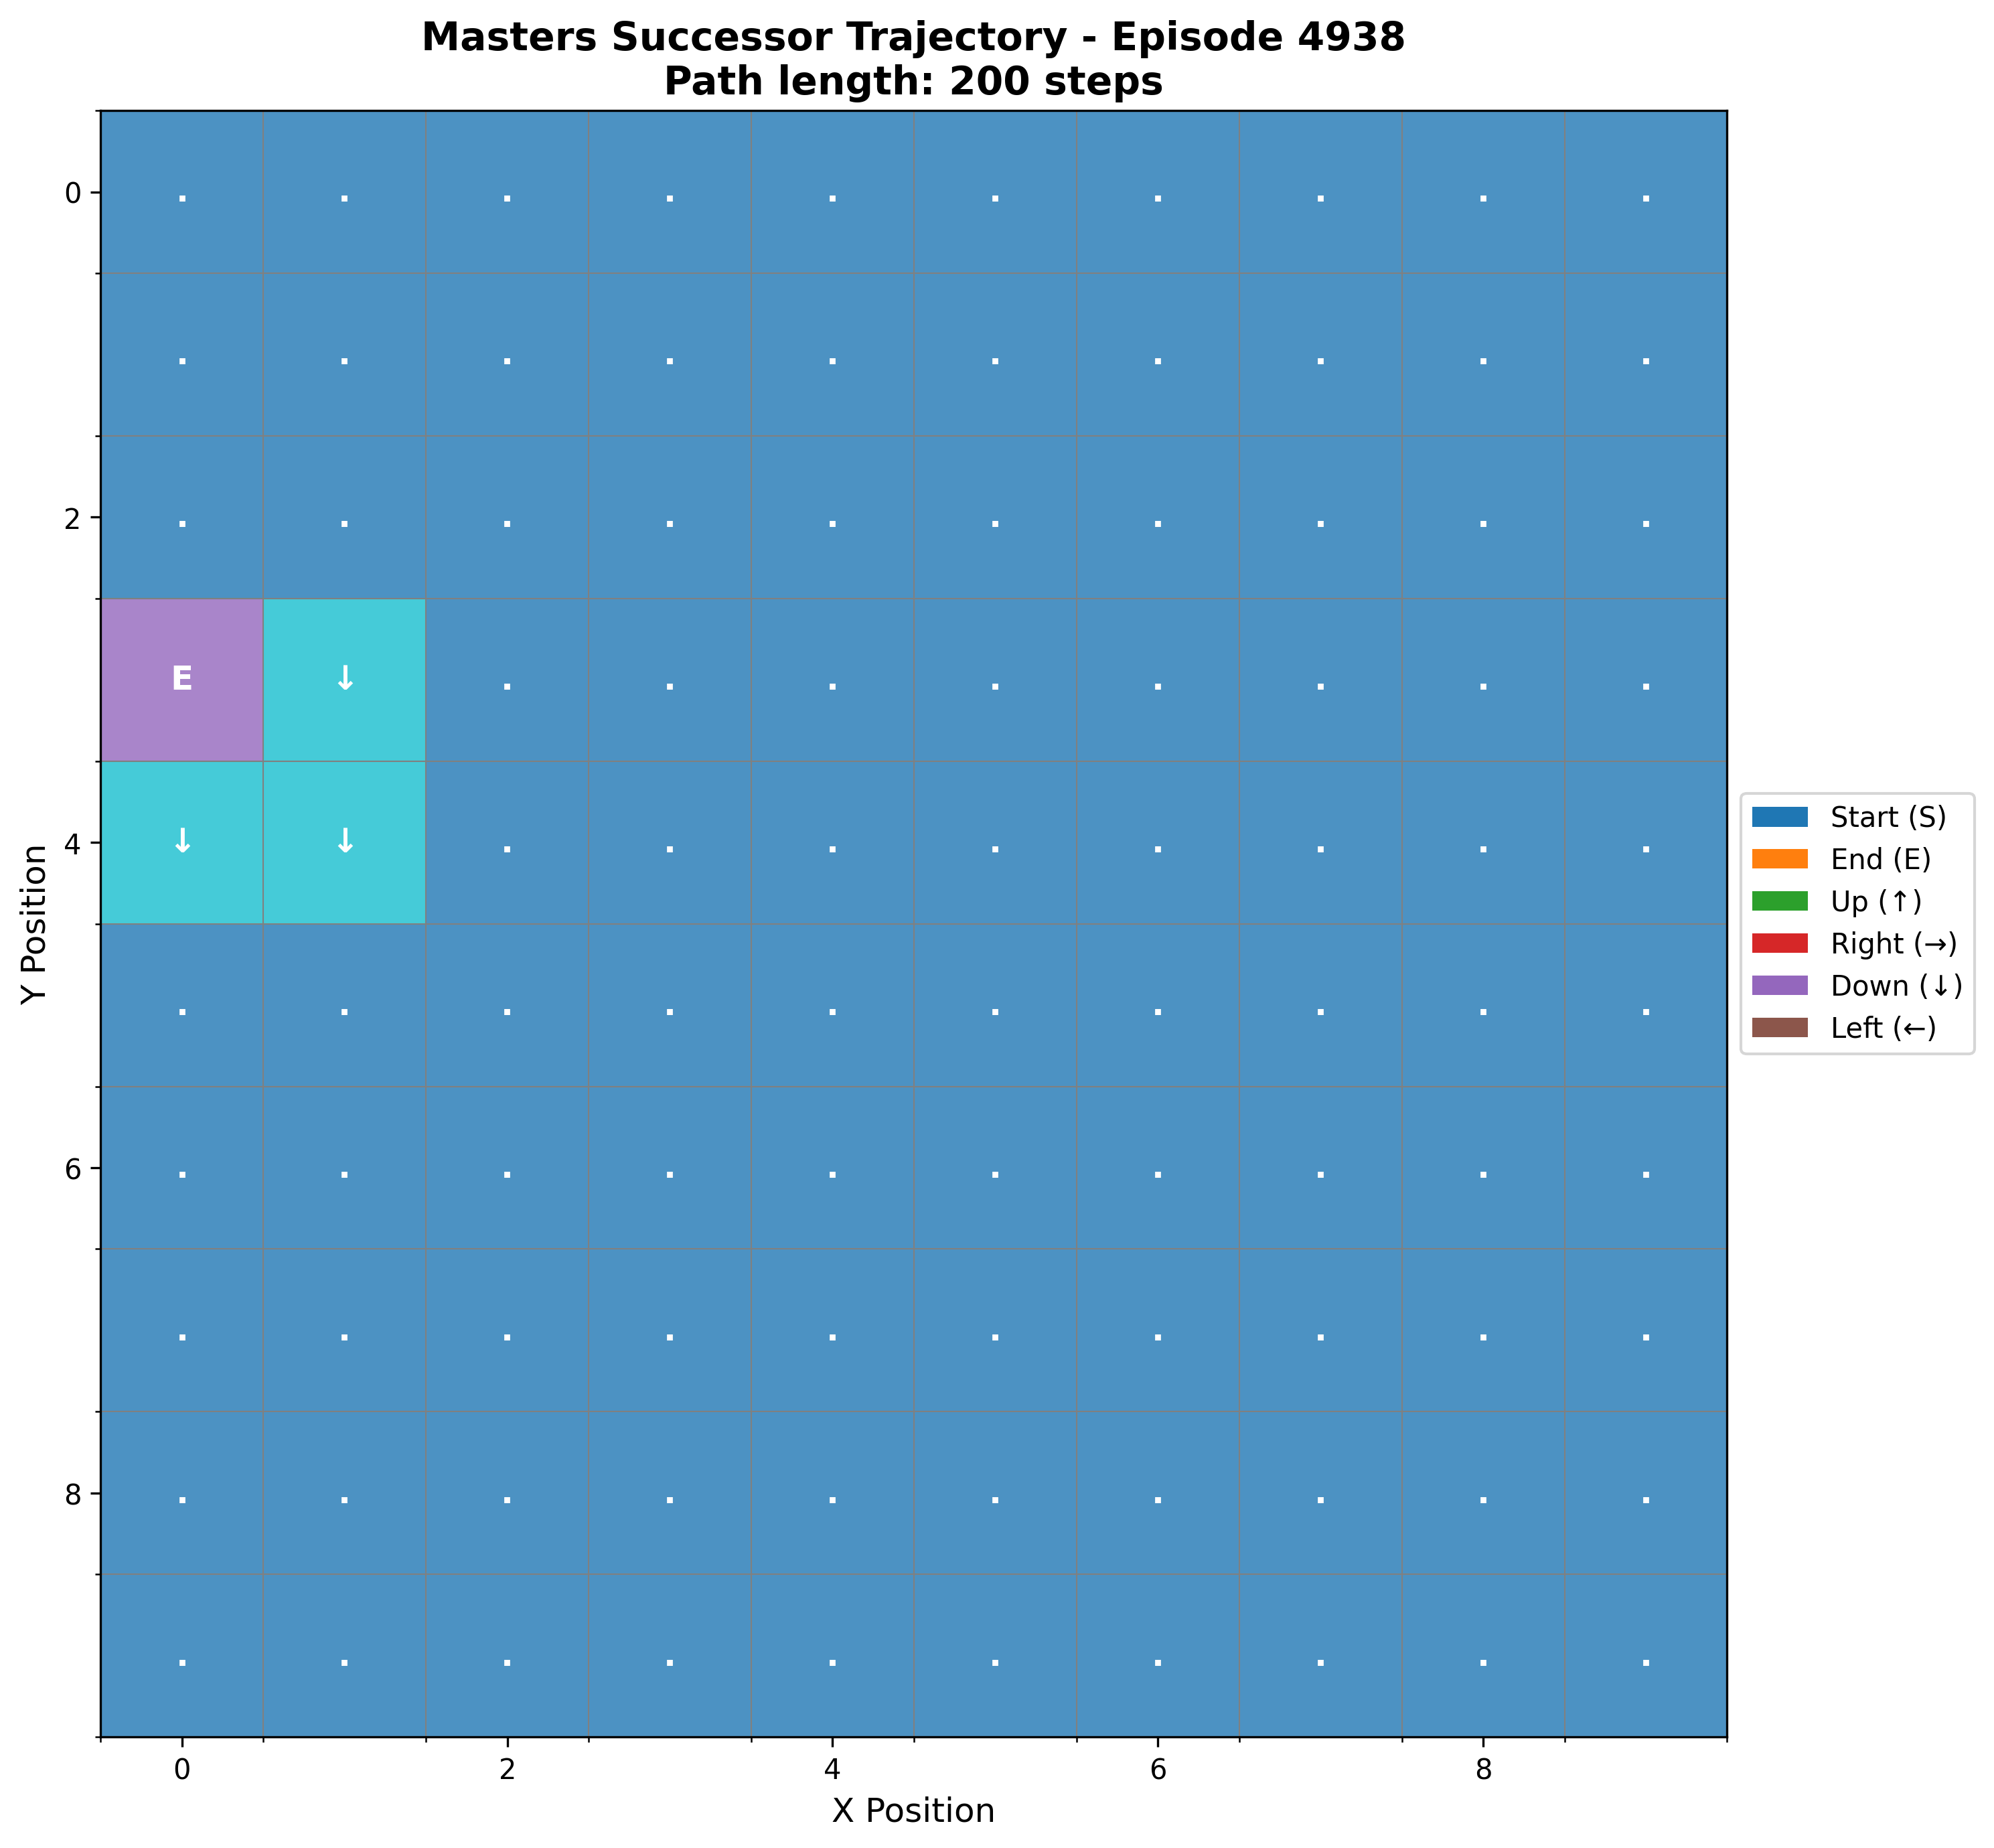 Masters Successor Trajectory - Episode 4938
Path length: 200 steps
0
2
E ↓
↓ ↓
4
6
8
0 2 4 6 8
X Position
Y Position
Start (S)
End (E)
Up (↑)
Right (→)
Down (↓)
Left (←)